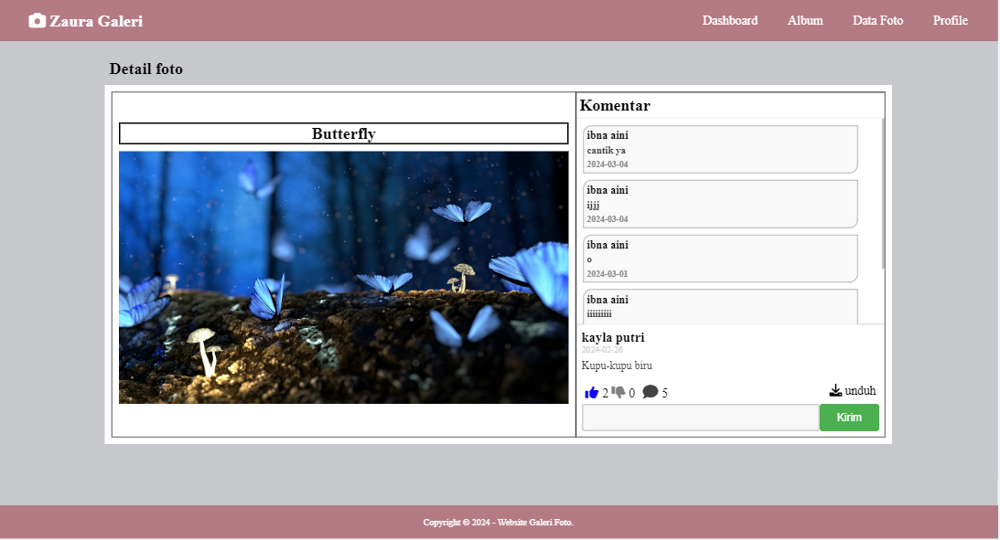 Zaura Galeri
Dashboard
Album
Data Foto
Profile
Detail foto
Butterfly
Komentar
ibna aini
cantik ya
2024-03-04
ibna aini
ijjj
2024-03-04
ibna aini
o
2024-03-01
ibna aini
iiiiiiiii
kayla putri
2024-02-26
Kupu-kupu biru
2 0 5
unduh
Kirim
Copyright © 2024 - Website Galeri Foto.